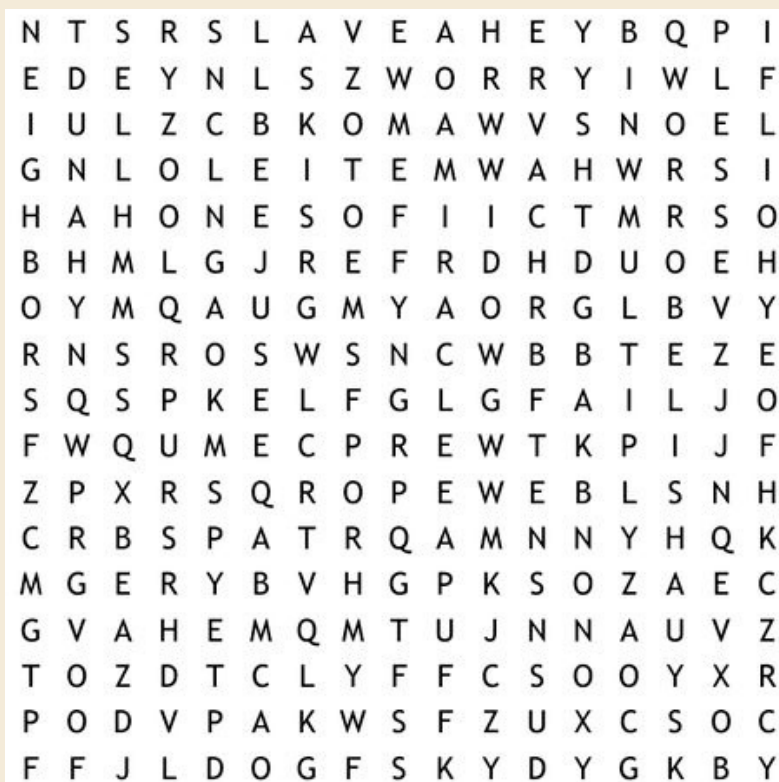 N T S R S L A V E A H E Y B Q P I
E D E Y N L S Z W O R R Y I W L F
I U L Z C B K O M A W V S N O E L
G N L O L E I T E M W A H W R S I
H A H O N E S O F I I C T M R S O
B H M L G J R E F R D H D U O E H
O Y M Q A U G M Y A O R G L B V Y
R N S R O S W S N C W B B T E Z E
S Q S P K E L F G L G F A I L J O
F W Q U M E C P R E W T K P I J F
Z P X R S Q R O P E W E B L S N H
C R B S P A T R Q A M N N Y H Q K
M G E R Y B V H G P K S O Z A E C
G V A H E M Q M T U J N N A U V Z
T O Z D T C L Y F F C S O O Y X R
P O D V P A K W S F Z U X C S O C
F F J L D O G F S K Y D Y G K B Y